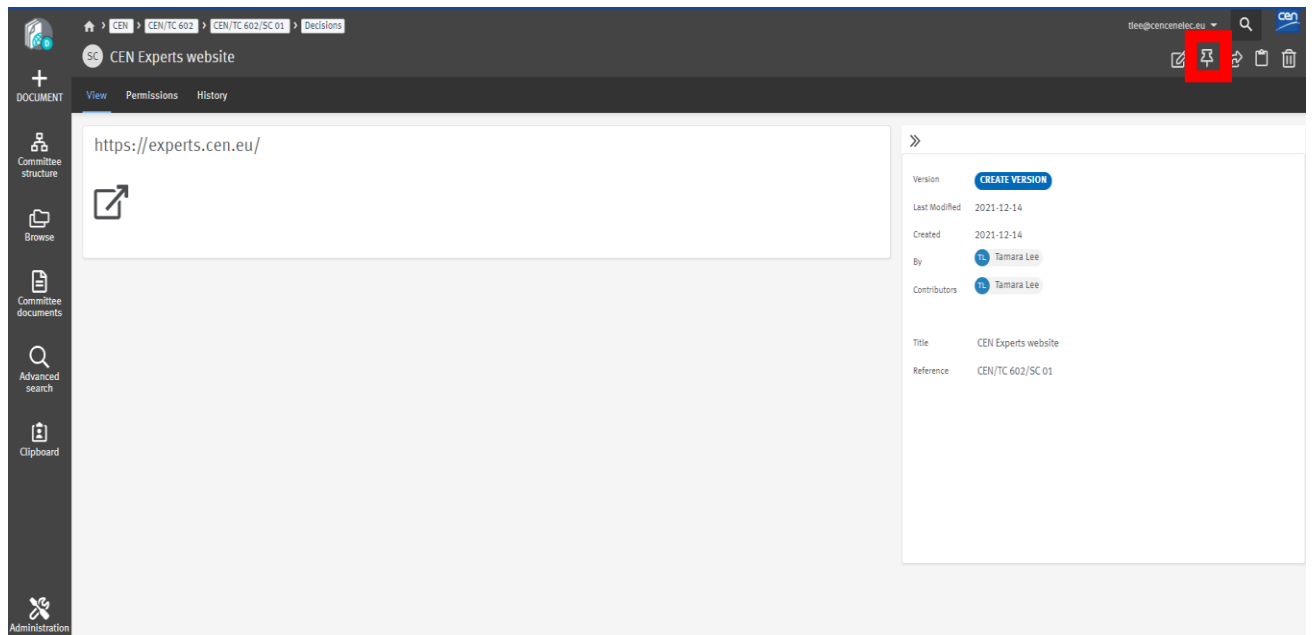 CEN > CEN/TC 602 > CEN/TC 602/SC 01 > Decisions
tlee@cencenelec.eu
cen
SC CEN Experts website
D
DOCUMENT
View Permissions History
Committee
structure
Browse
Committee
documents
Advanced
search
Clipboard
Administration
https://experts.cen.eu/
Version CREATE VERSION
Last Modified 2021-12-14
Created 2021-12-14
By TL Tamara Lee
Contributors TL Tamara Lee
Title CEN Experts website
Reference CEN/TC 602/SC 01